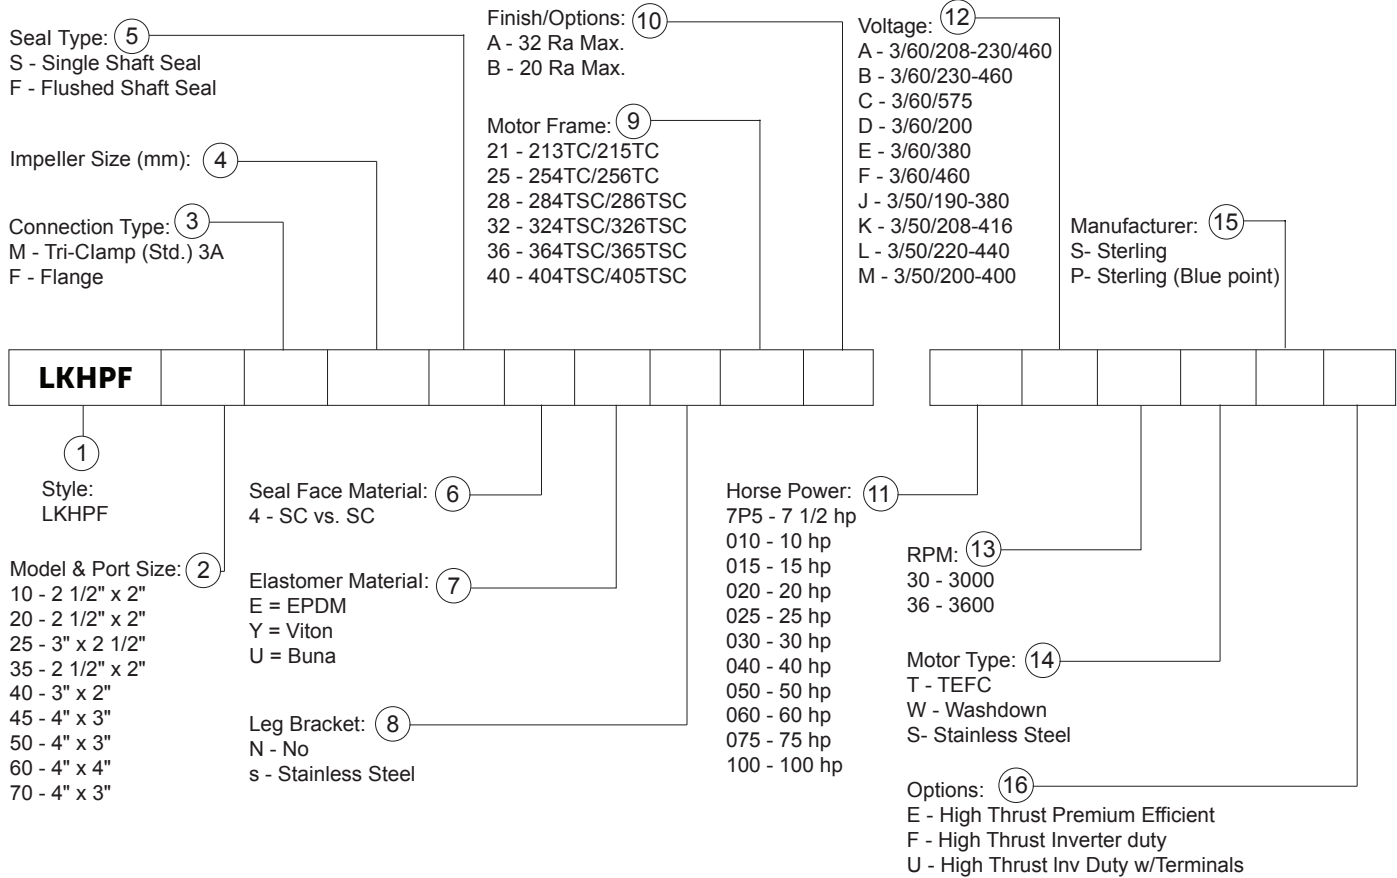 Seal Type: 5
S - Single Shaft Seal
F - Flushed Shaft Seal
Impeller Size (mm): 4
Connection Type: 3
M - Tri-Clamp (Std.) 3A
F - Flange
Finish/Options: 10
A - 32 Ra Max.
B - 20 Ra Max.
Motor Frame: 9
21 - 213TC/215TC
25 - 254TC/256TC
28 - 284TSC/286TSC
32 - 324TSC/326TSC
36 - 364TSC/365TSC
40 - 404TSC/405TSC
Voltage: 12
A - 3/60/208-230/460
B - 3/60/230-460
C - 3/60/575
D - 3/60/200
E - 3/60/380
F - 3/60/460
J - 3/50/190-380
K - 3/50/208-416
L - 3/50/220-440
M - 3/50/200-400
Manufacturer: 15
S- Sterling
P- Sterling (Blue point)
LKHPF
1
Style:
LKHPF
Model & Port Size: 2
10 - 2 1/2" x 2"
20 - 2 1/2" x 2"
25 - 3" x 2 1/2"
35 - 2 1/2" x 2"
40 - 3" x 2"
45 - 4" x 3"
50 - 4" x 3"
60 - 4" x 4"
70 - 4" x 3"
Seal Face Material: 6
4 - SC vs. SC
Elastomer Material: 7
E = EPDM
Y = Viton
U = Buna
Leg Bracket: 8
N - No
s - Stainless Steel
Horse Power: 11
7P5 - 7 1/2 hp
010 - 10 hp
015 - 15 hp
020 - 20 hp
025 - 25 hp
030 - 30 hp
040 - 40 hp
050 - 50 hp
060 - 60 hp
075 - 75 hp
100 - 100 hp
RPM: 13
30 - 3000
36 - 3600
Motor Type: 14
T - TEFC
W - Washdown
S- Stainless Steel
Options: 16
E - High Thrust Premium Efficient
F - High Thrust Inverter duty
U - High Thrust Inv Duty w/Terminals